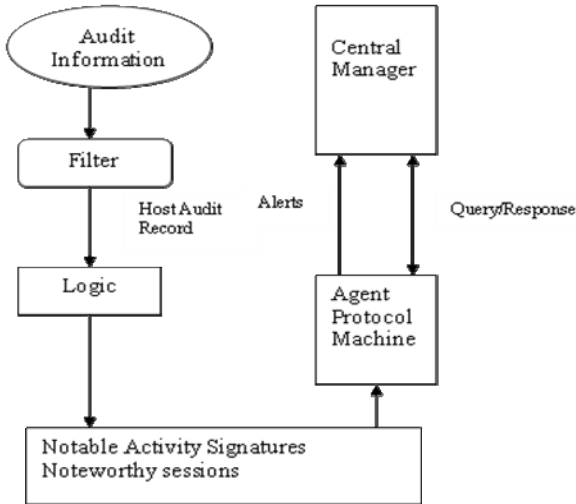 Audit
Information
Filter
Host Audit
Record
Logic
Notable Activity Signatures
Noteworthy sessions
Central
Manager
Alerts
Query/Response
Agent
Protocol
Machine